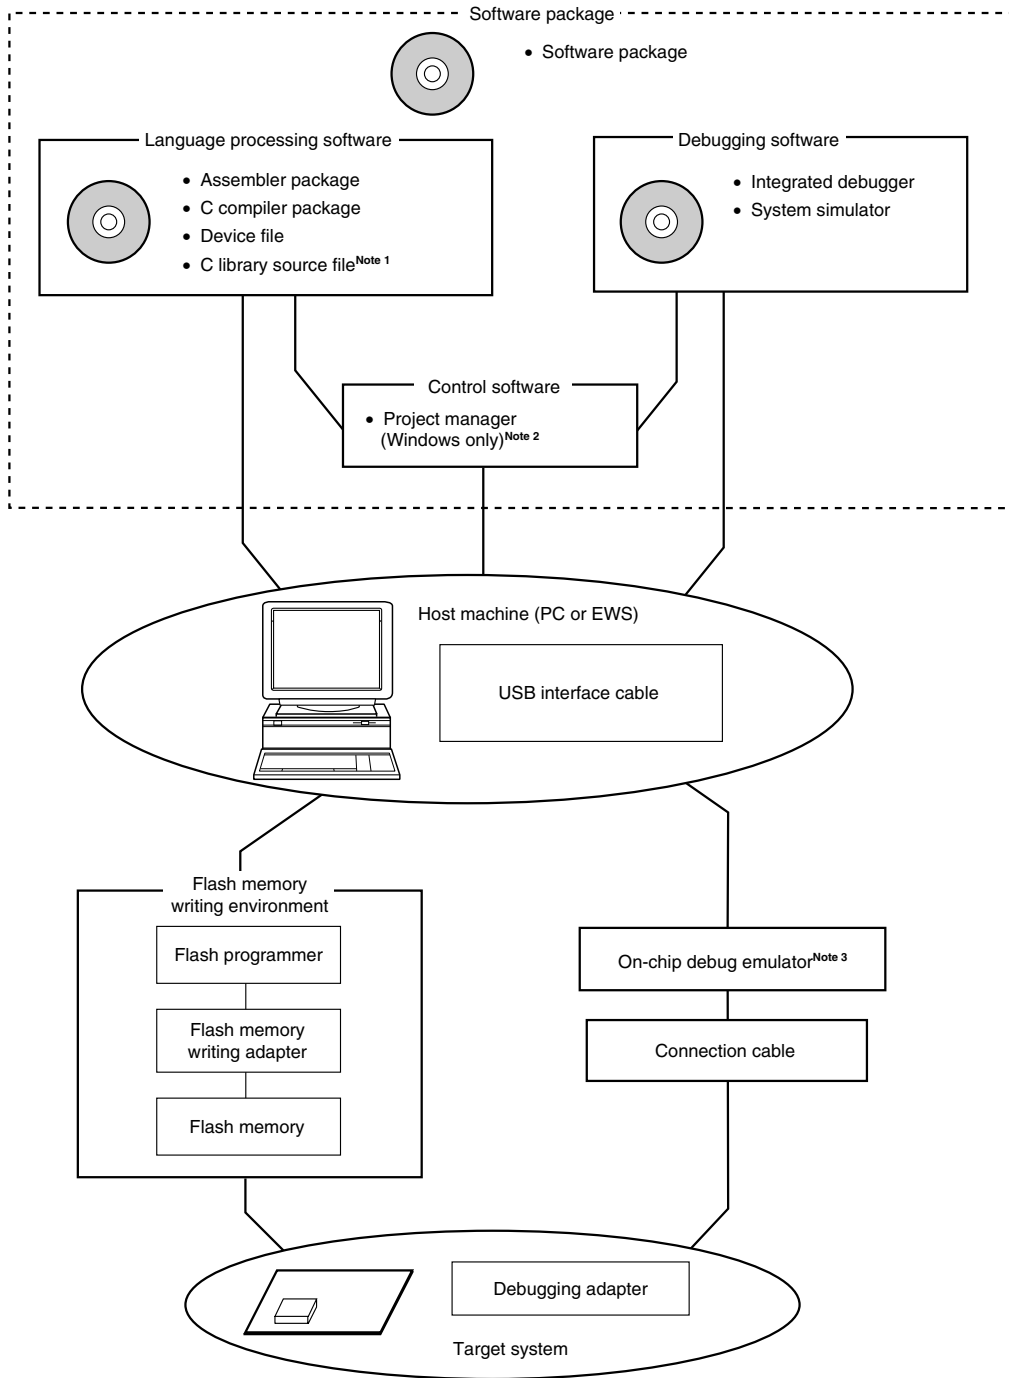 Software package
• Software package
Language processing software
• Assembler package
• C compiler package
• Device file
• C library source fileNote 1
Debugging software
• Integrated debugger
• System simulator
Control software
• Project manager
(Windows only)Note 2
Host machine (PC or EWS)
USB interface cable
Flash memory
writing environment
Flash programmer
Flash memory
writing adapter
Flash memory
On-chip debug emulatorNote 3
Connection cable
Debugging adapter
Target system